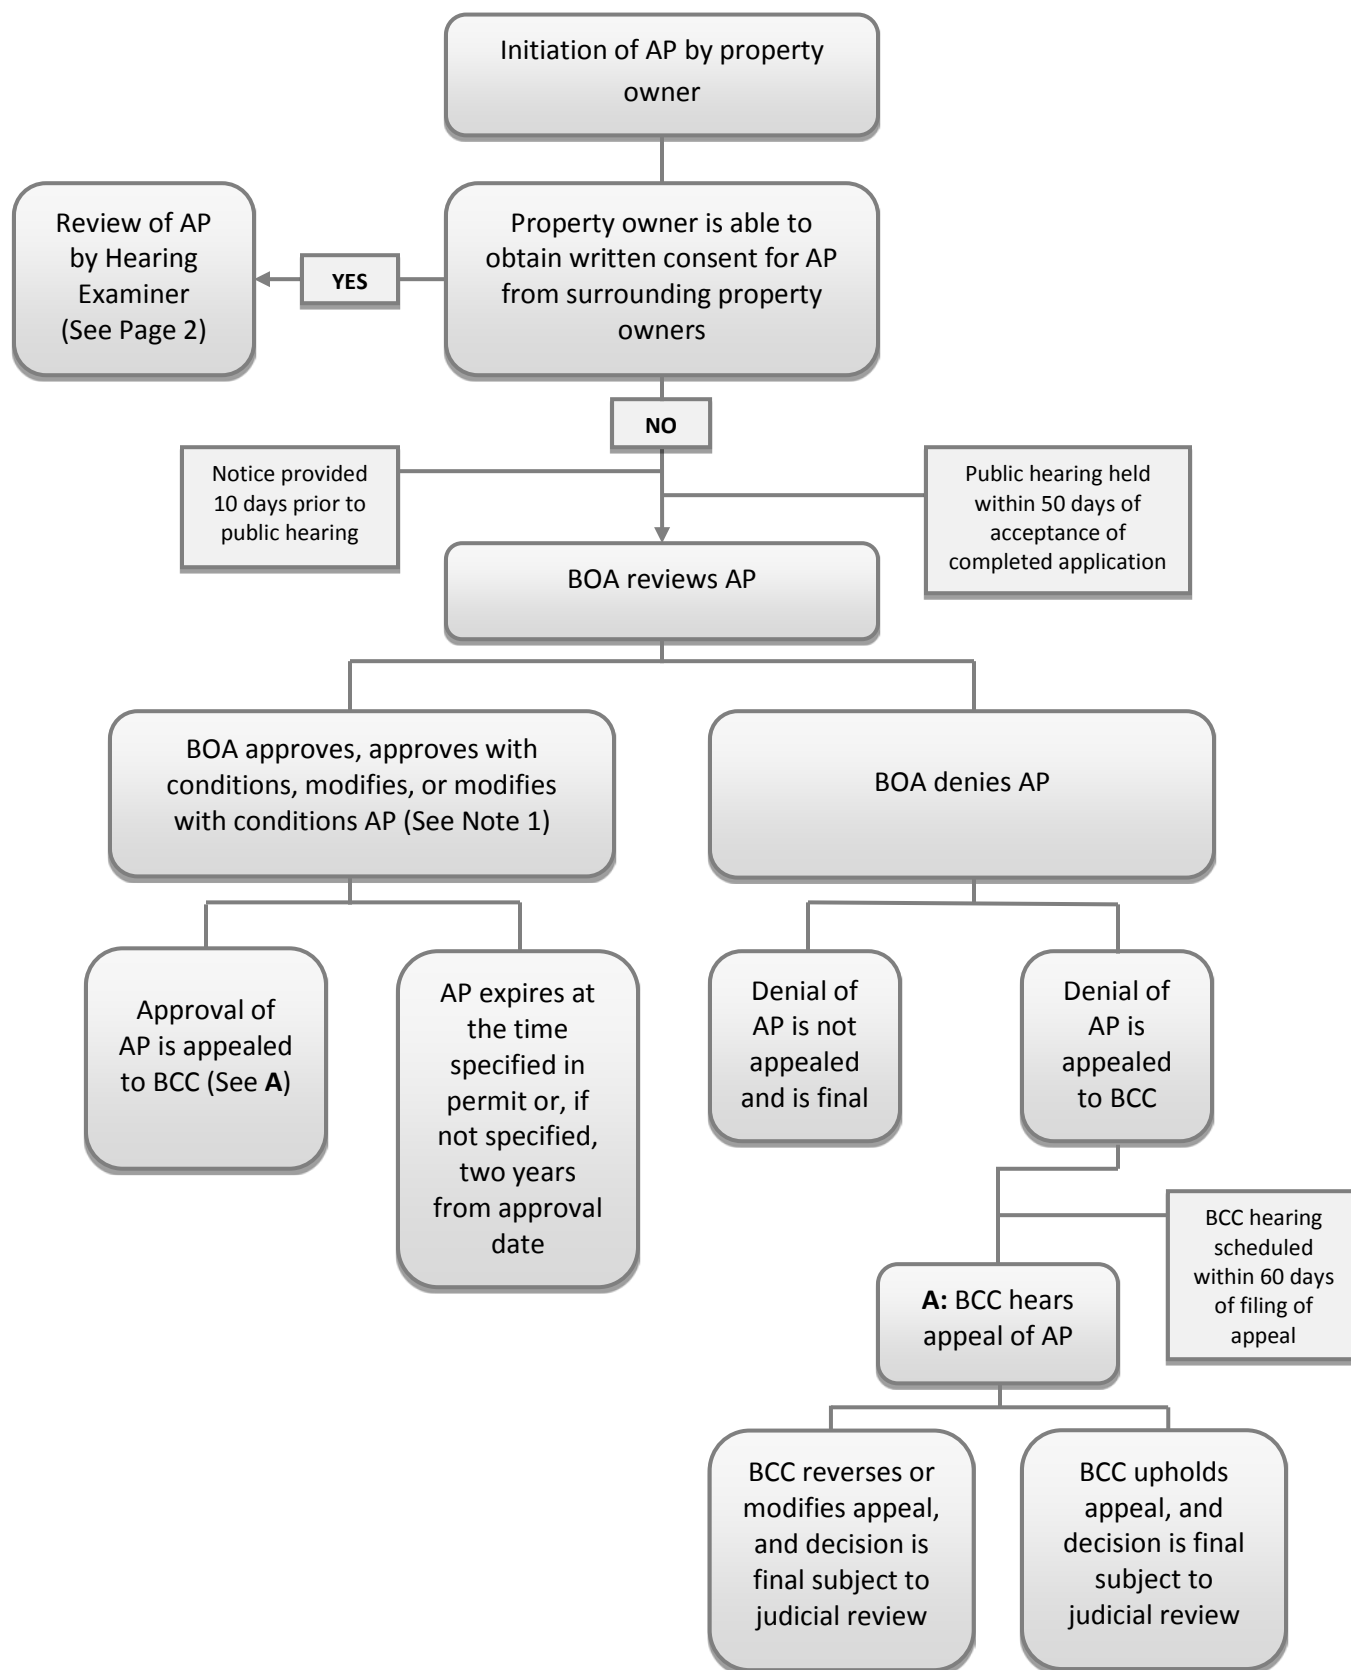 Initiation of AP by property
owner
Review of AP
by Hearing
Examiner
(See Page 2)
YES
Property owner is able to
obtain written consent for AP
from surrounding property
owners
NO
Notice provided
10 days prior to
public hearing
Public hearing held
within 50 days of
acceptance of
completed application
BOA reviews AP
BOA approves, approves with
conditions, modifies, or modifies
with conditions AP (See Note 1)
BOA denies AP
Approval of
AP is appealed
to BCC (See A)
AP expires at
the time
specified in
permit or, if
not specified,
two years
from approval
date
Denial of
AP is not
appealed
and is final
Denial of
AP is
appealed
to BCC
BCC hearing
scheduled
within 60 days
of filing of
appeal
A: BCC hears
appeal of AP
BCC reverses or
modifies appeal,
and decision is
final subject to
judicial review
BCC upholds
appeal, and
decision is final
subject to
judicial review